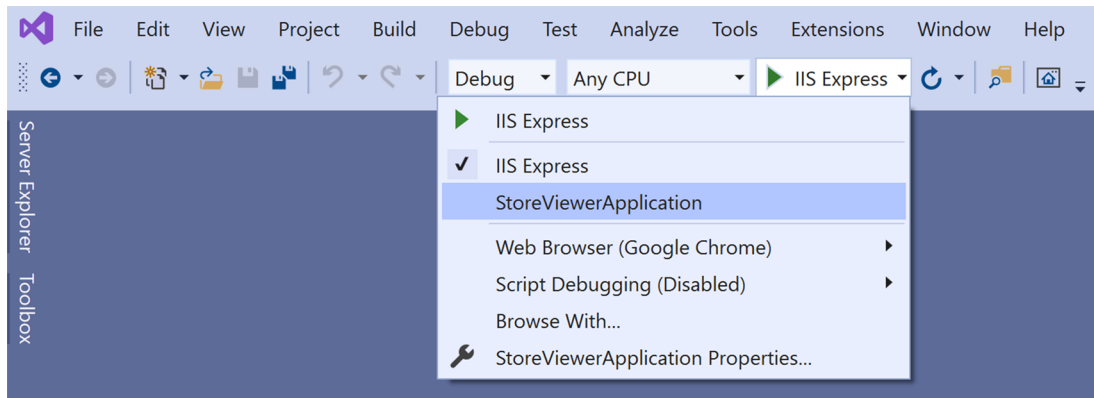 File Edit View Project Build Debug Test Analyze Tools Extensions Window Help
Debug Any CPU IIS Express
IIS Express
IIS Express
StoreViewerApplication
Web Browser (Google Chrome)
Script Debugging (Disabled)
Browse With...
StoreViewerApplication Properties...
Server Explorer
Toolbox